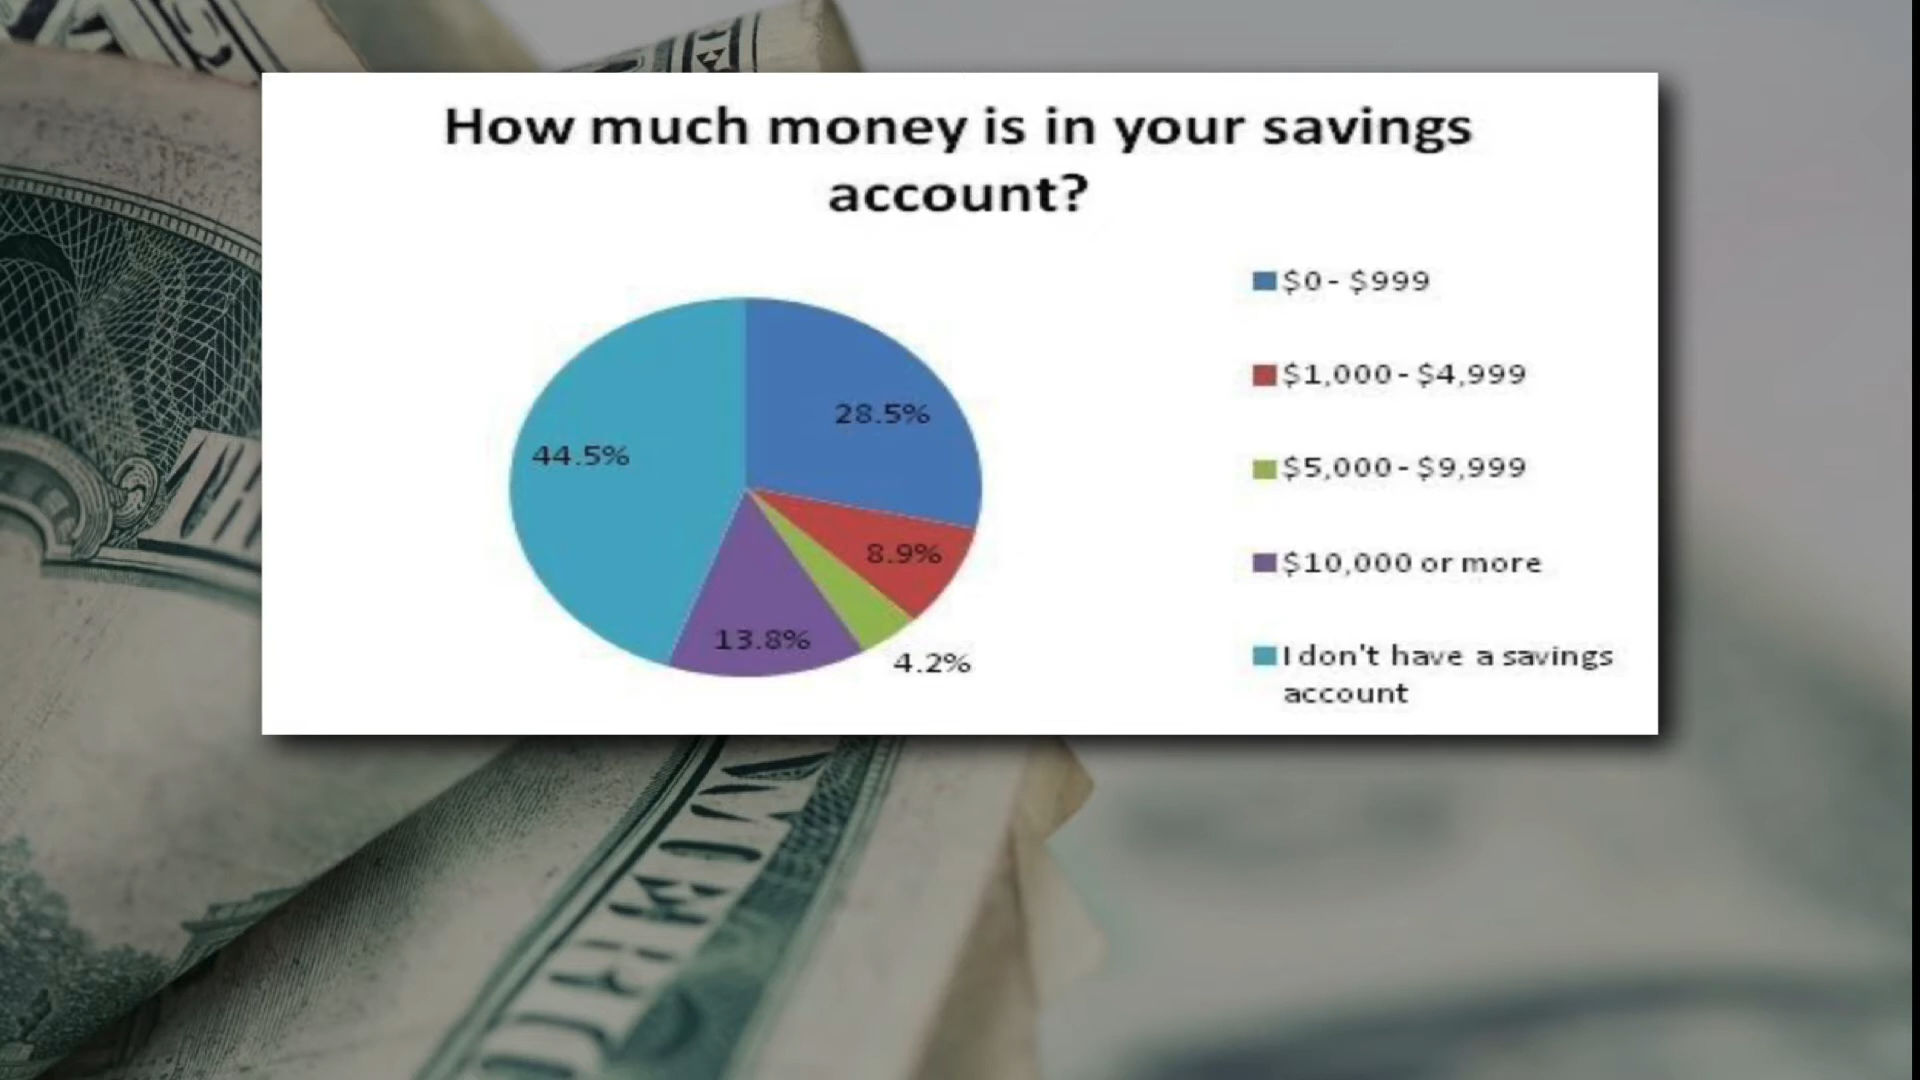 How much money is in your savings
account?
$0 - $999
28.5%
$1,000 - $4,999
44.5%
$5,000 - $9,999
8.9%
$10,000 or more
13.8%
4.2%
I don't have a savings
account